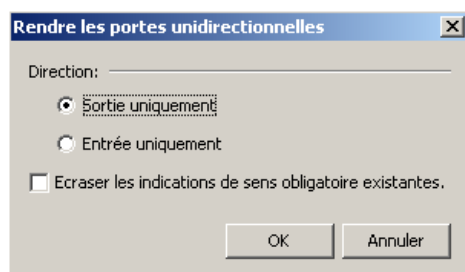 Rendre les portes unidirectionnelles
Direction:
Sortie uniquement
Entrée uniquement
Ecraser les indications de sens obligatoire existantes.
OK Annuler